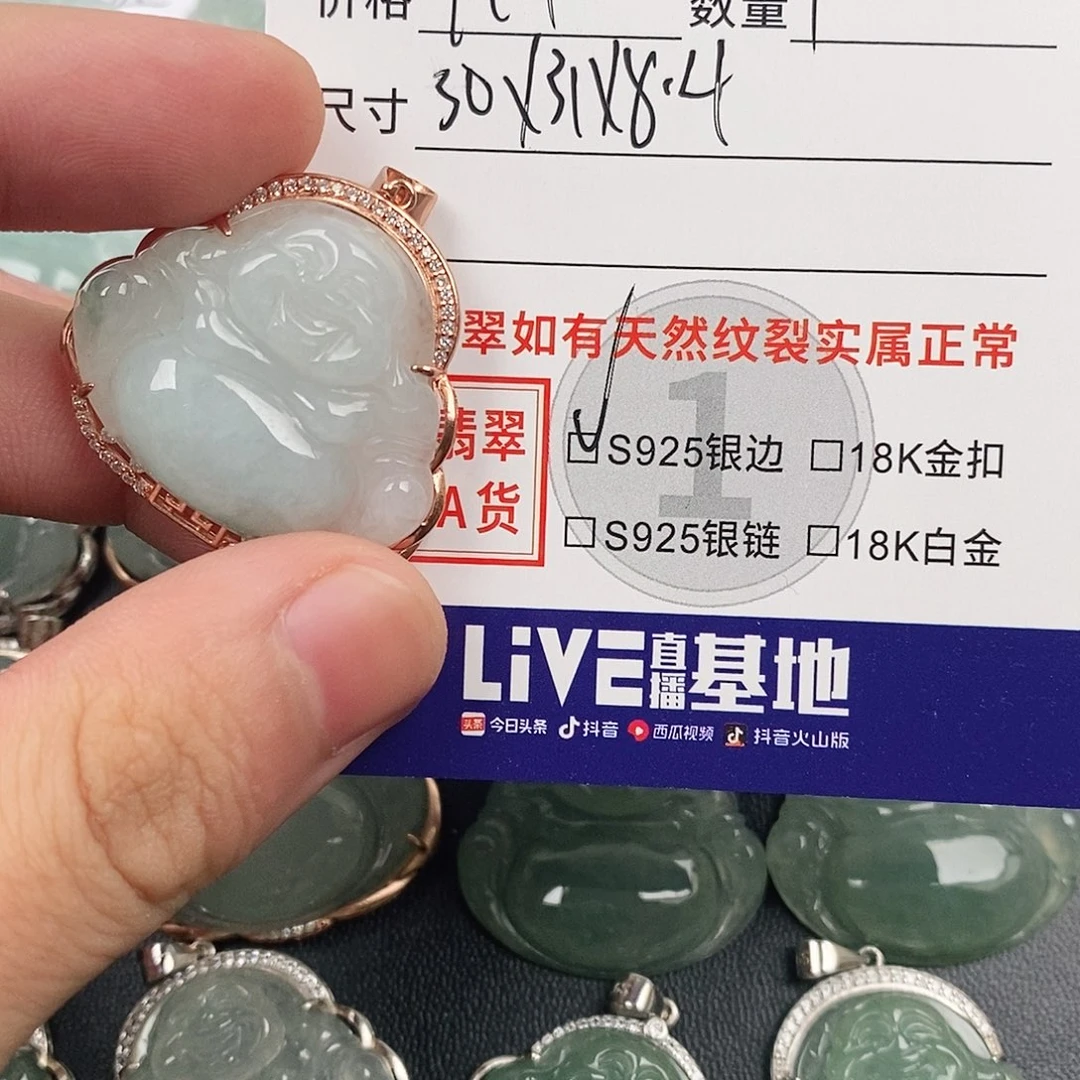 价格 数量
尺寸 30X31X8.4
翠如有天然纹裂实属正常
翡翠
A货
1
S925银边 18K金扣
S925银链 18K白金
LiVE直播基地
头条 今日头条 抖音 西瓜视频 抖音火山版